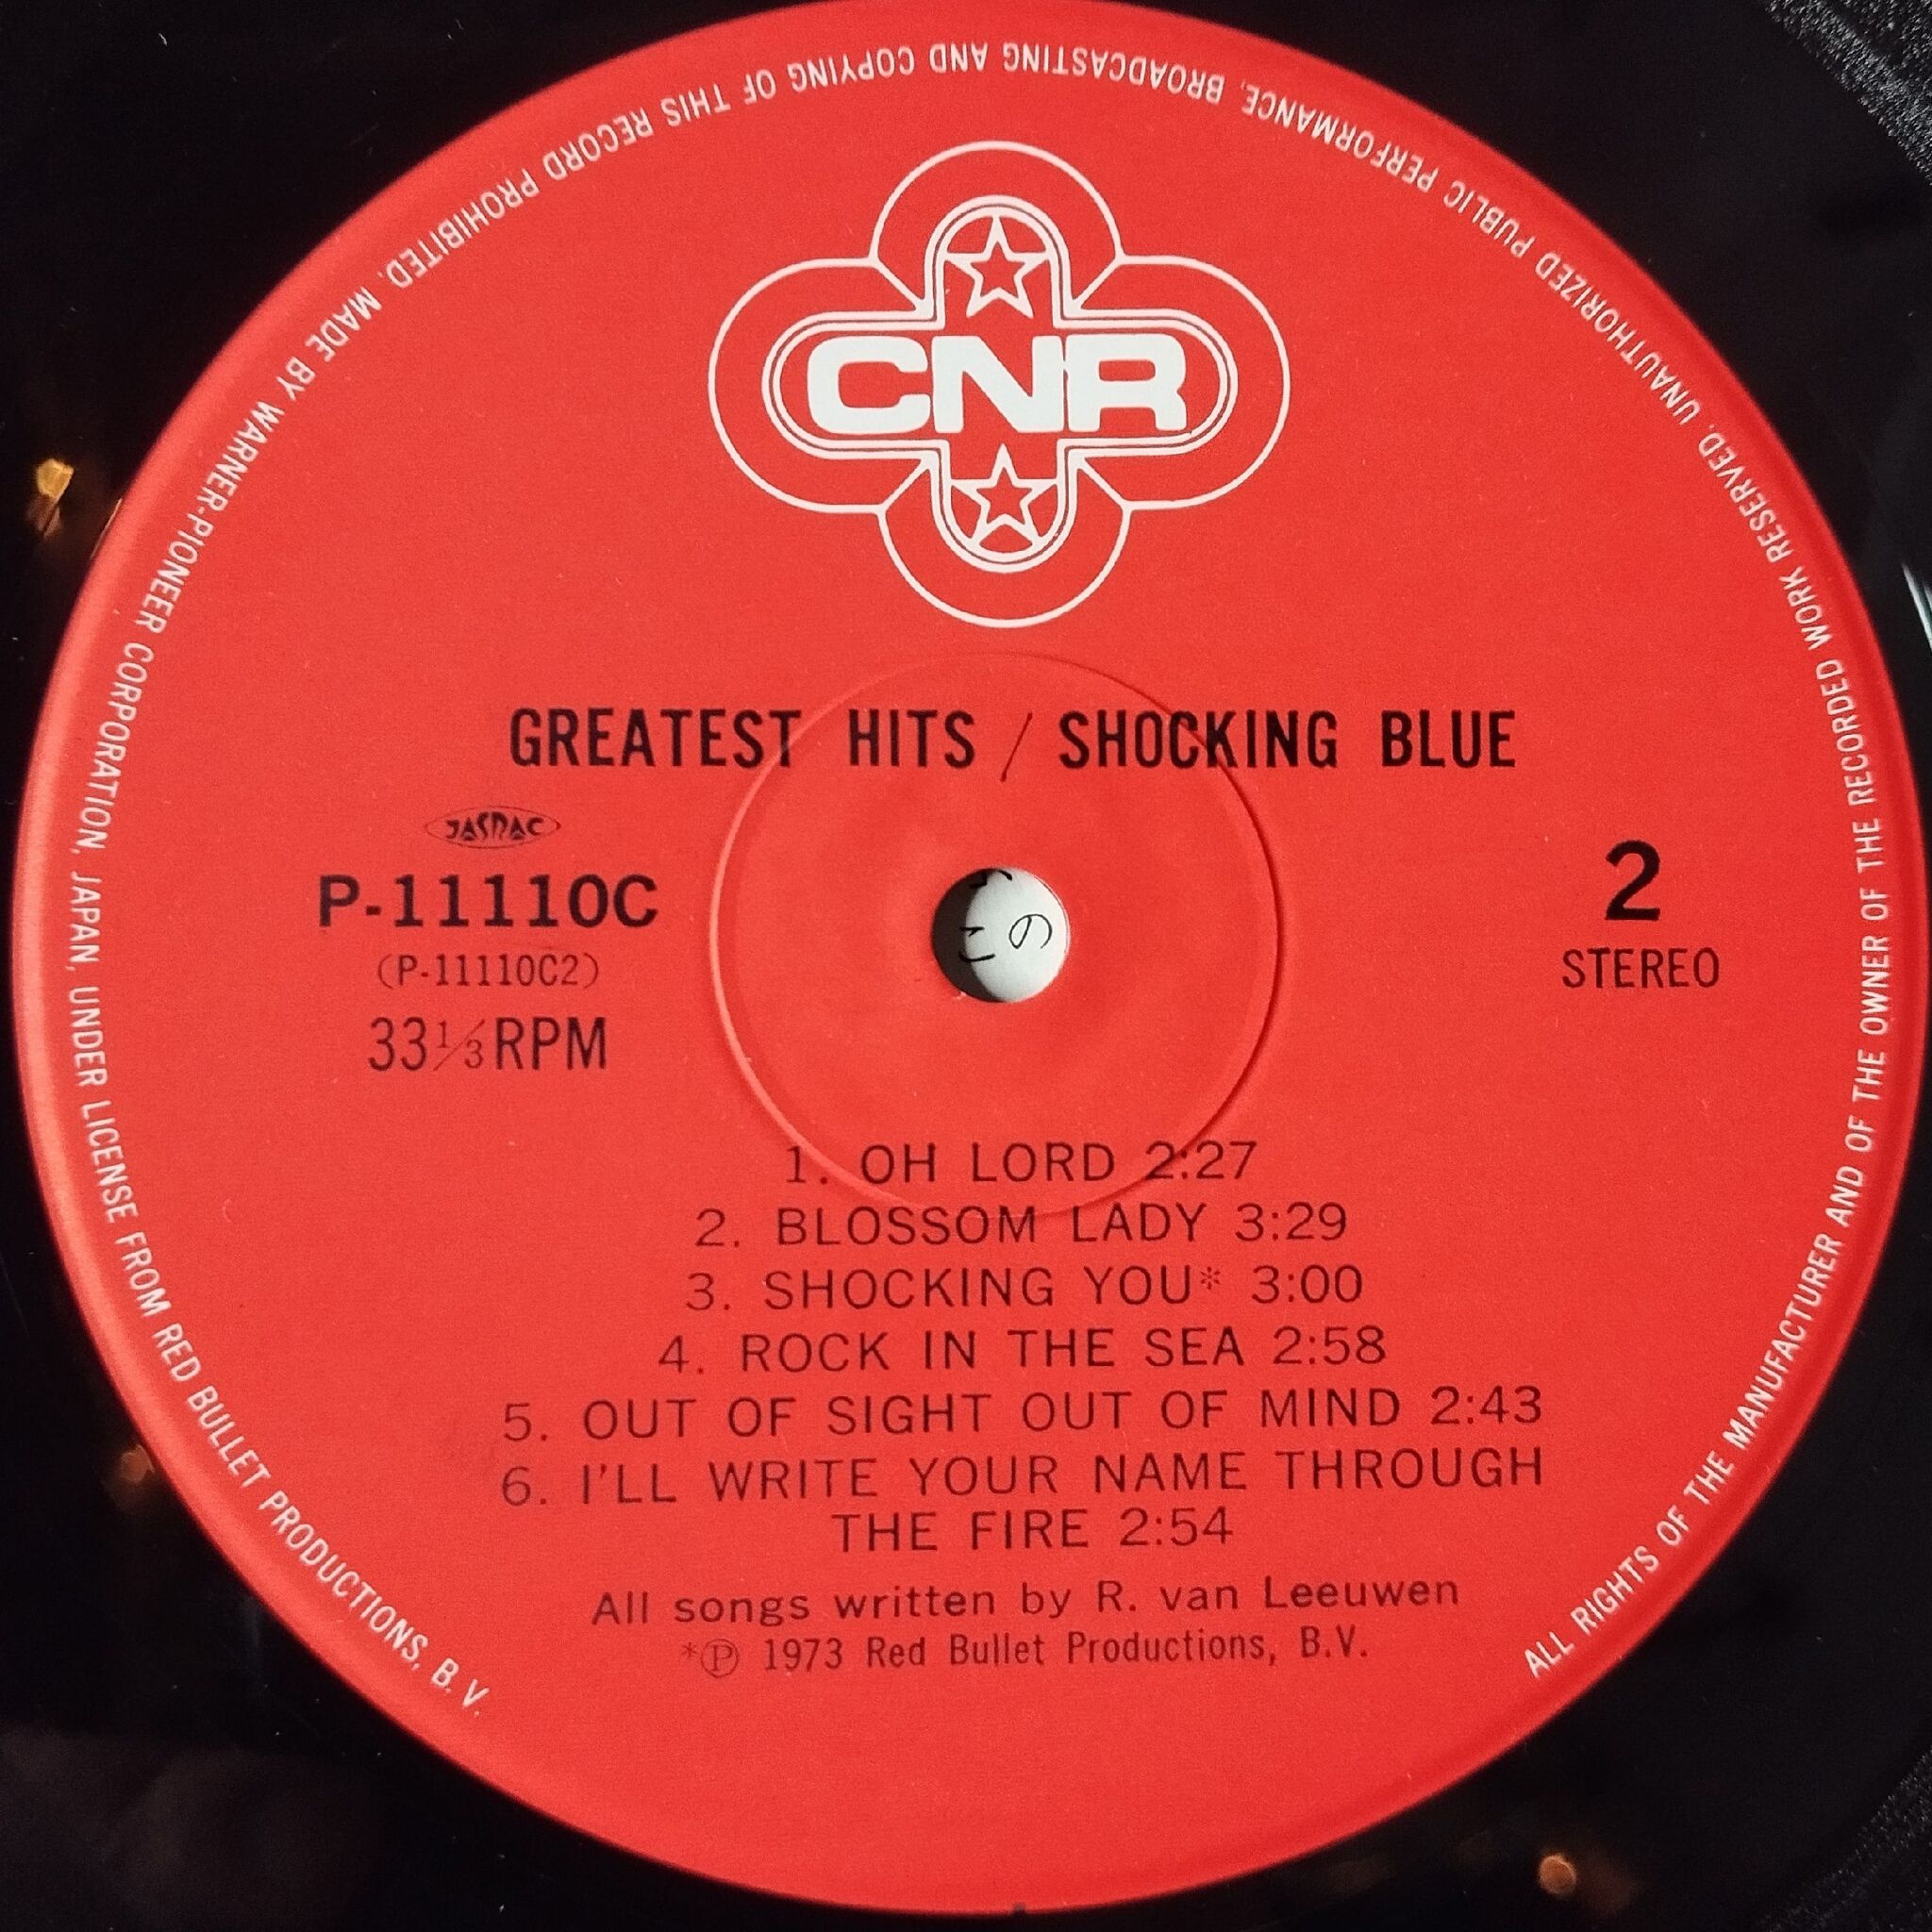 ALL RIGHTS OF THE MANUFACTURER AND OF THE OWNER OF THE RECORDED WORK RESERVED. UNAUTHORIZED PUBLIC PERFORMANCE, BROADCASTING AND COPYING OF THIS RECORD PROHIBITED. MADE BY WARNER-PIONEER CORPORATION, JAPAN, UNDER LICENSE FROM RED BULLET PRODUCTIONS, B.V.
CNR
GREATEST HITS / SHOCKING BLUE
JASRAC
P-11110C
(P-11110C2)
33⅓RPM
2
STEREO
の
1. OH LORD 2:27
2. BLOSSOM LADY 3:29
3. SHOCKING YOU* 3:00
4. ROCK IN THE SEA 2:58
5. OUT OF SIGHT OUT OF MIND 2:43
6. I'LL WRITE YOUR NAME THROUGH
THE FIRE 2:54
All songs written by R. van Leeuwen
*Ⓟ 1973 Red Bullet Productions, B.V.